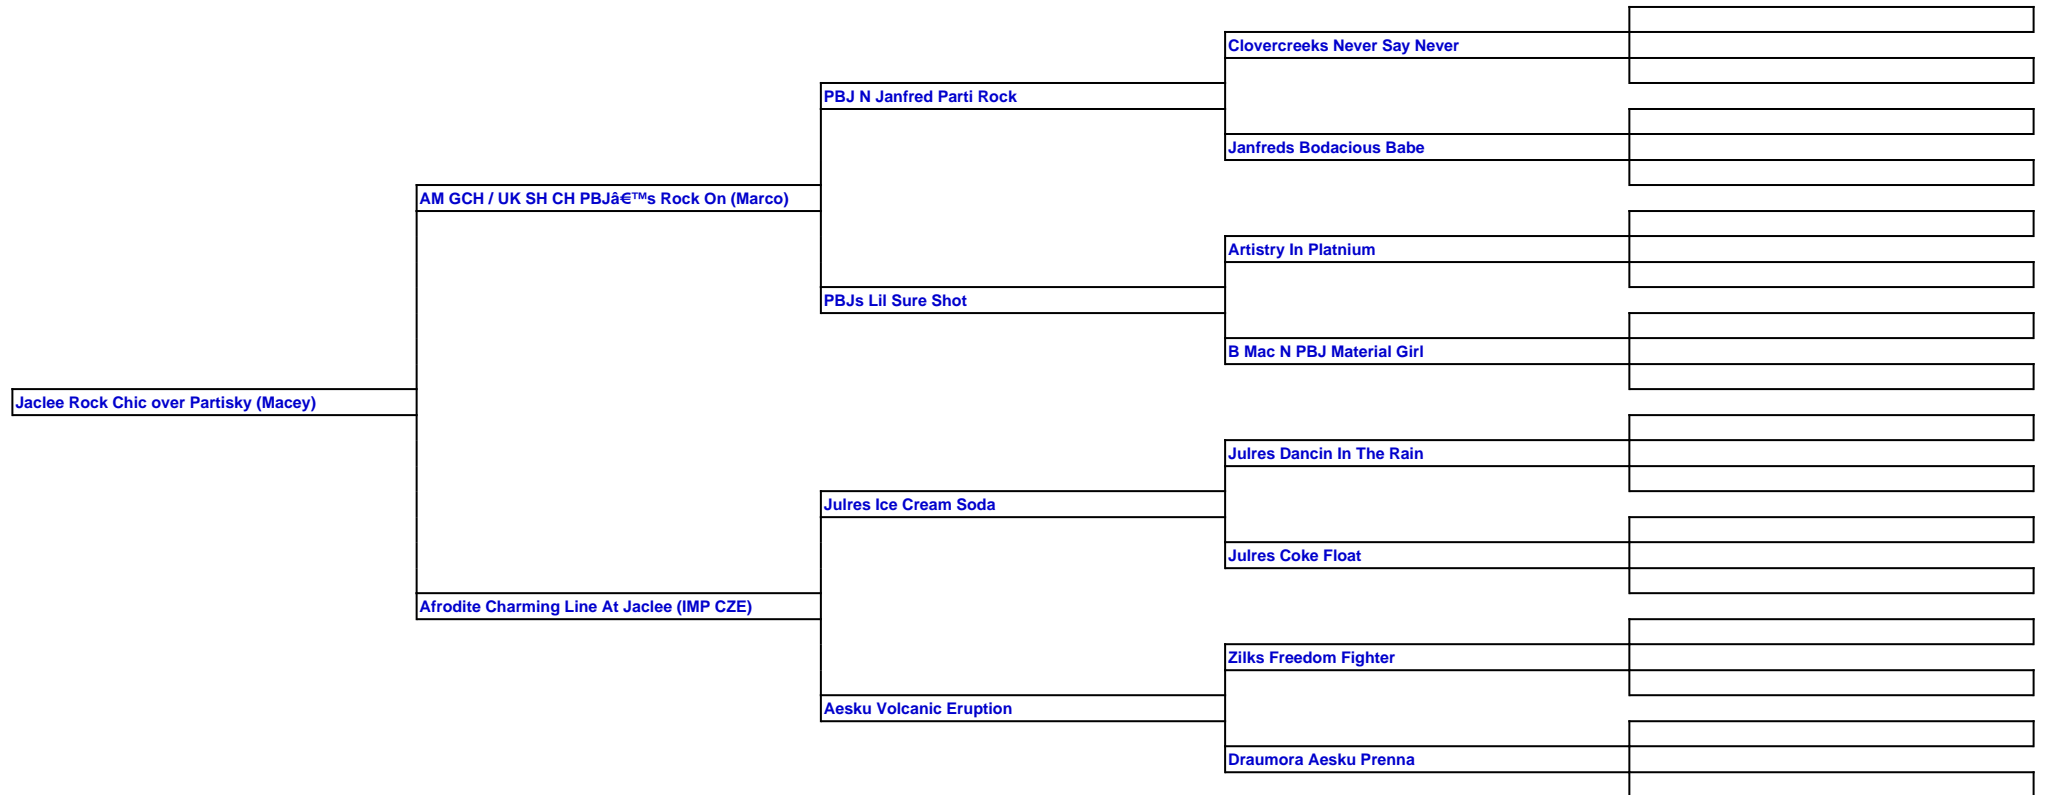 Clovercreeks Never Say Never
PBJ N Janfred Parti Rock
Janfreds Bodacious Babe
AM GCH / UK SH CH PBJâ€™s Rock On (Marco)
Artistry In Platnium
PBJs Lil Sure Shot
B Mac N PBJ Material Girl
Jaclee Rock Chic over Partisky (Macey)
Julres Dancin In The Rain
Julres Ice Cream Soda
Julres Coke Float
Afrodite Charming Line At Jaclee (IMP CZE)
Zilks Freedom Fighter
Aesku Volcanic Eruption
Draumora Aesku Prenna